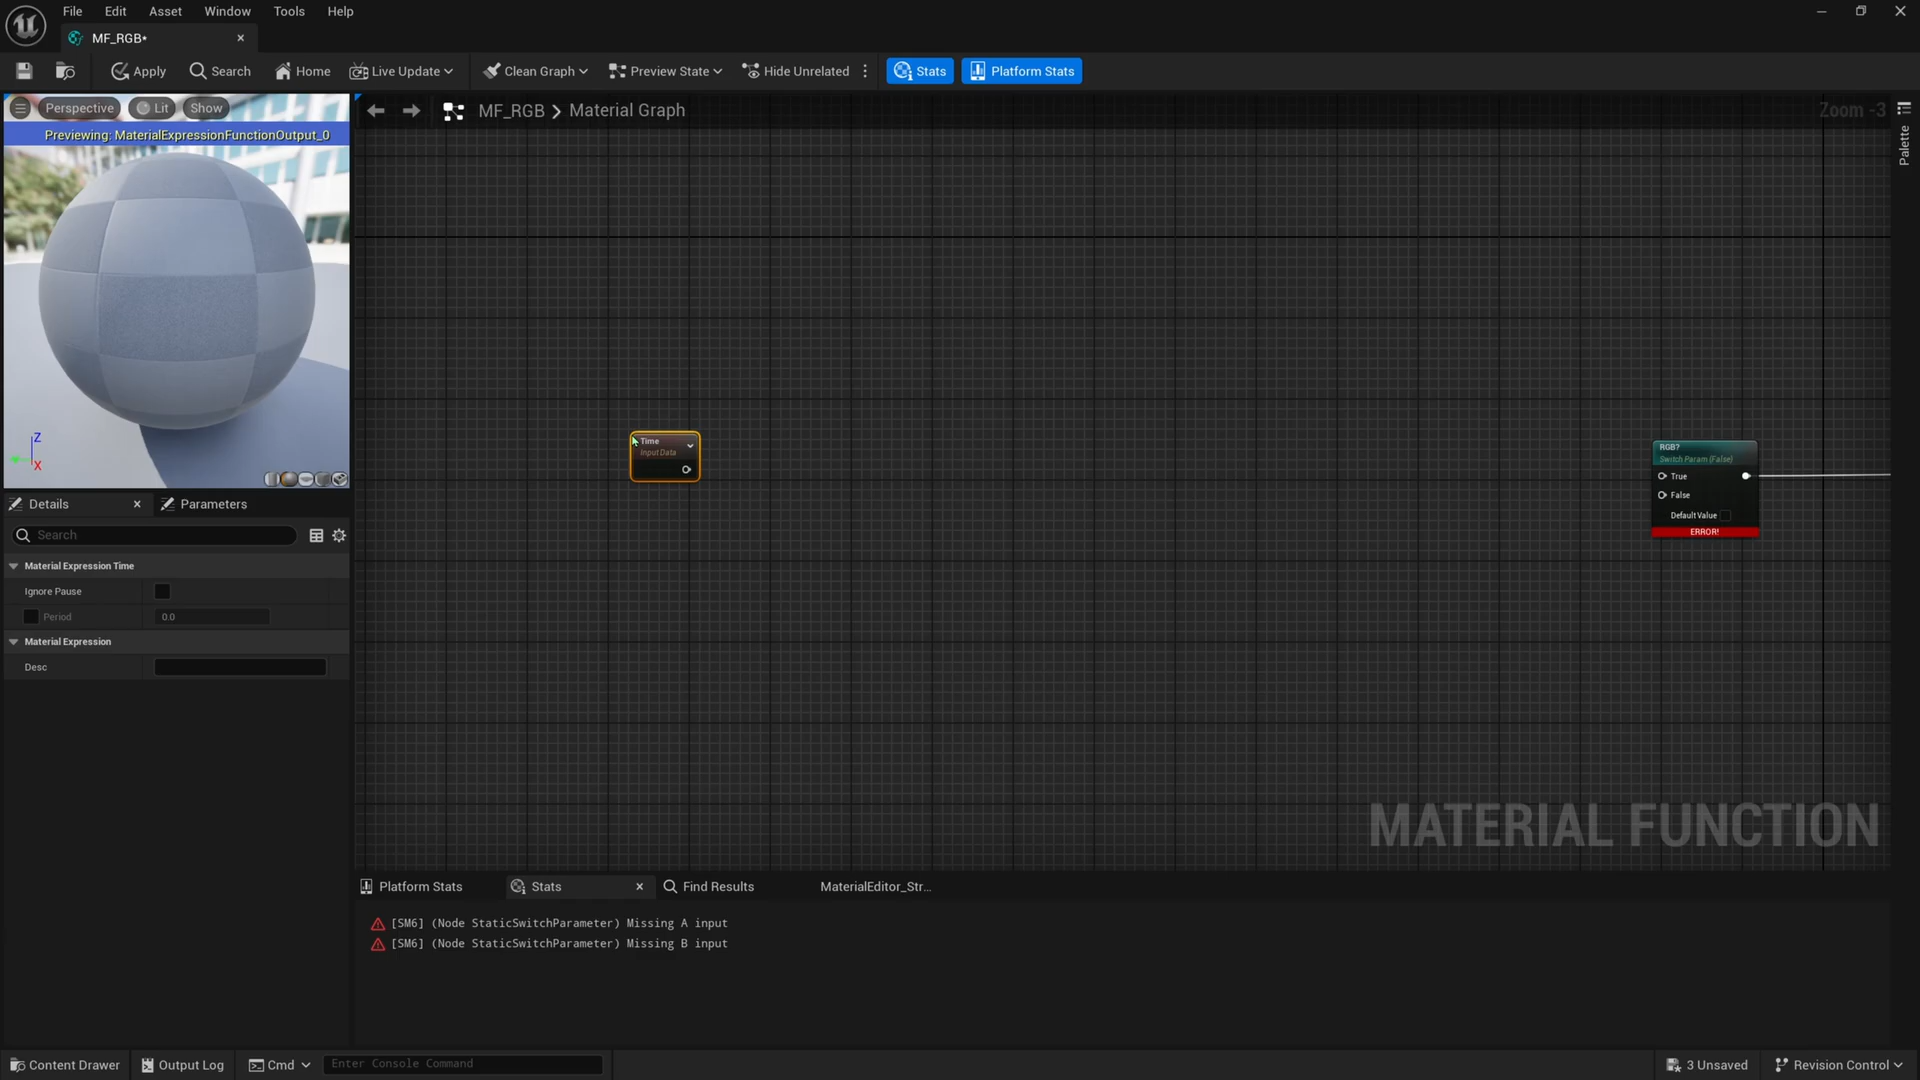 File Edit Asset Window Tools Help
MF_RGB•
Apply Search Home Live Update Clean Graph Preview State Hide Unrelated Stats Platform Stats
Perspective Lit Show
Previewing: MaterialExpressionFunctionOutput_0
Z
X
MF_RGB > Material Graph
Zoom -3
Palette
Time
Input Data
RGB?
Switch Param (False)
True
False
Default Value
ERROR!
MATERIAL FUNCTION
Details Parameters
Search
Material Expression Time
Ignore Pause
Period 0.0
Material Expression
Desc
Platform Stats Stats Find Results MaterialEditor_Str...
[SM6] (Node StaticSwitchParameter) Missing A input
[SM6] (Node StaticSwitchParameter) Missing B input
Content Drawer Output Log Cmd Enter Console Command 3 Unsaved Revision Control